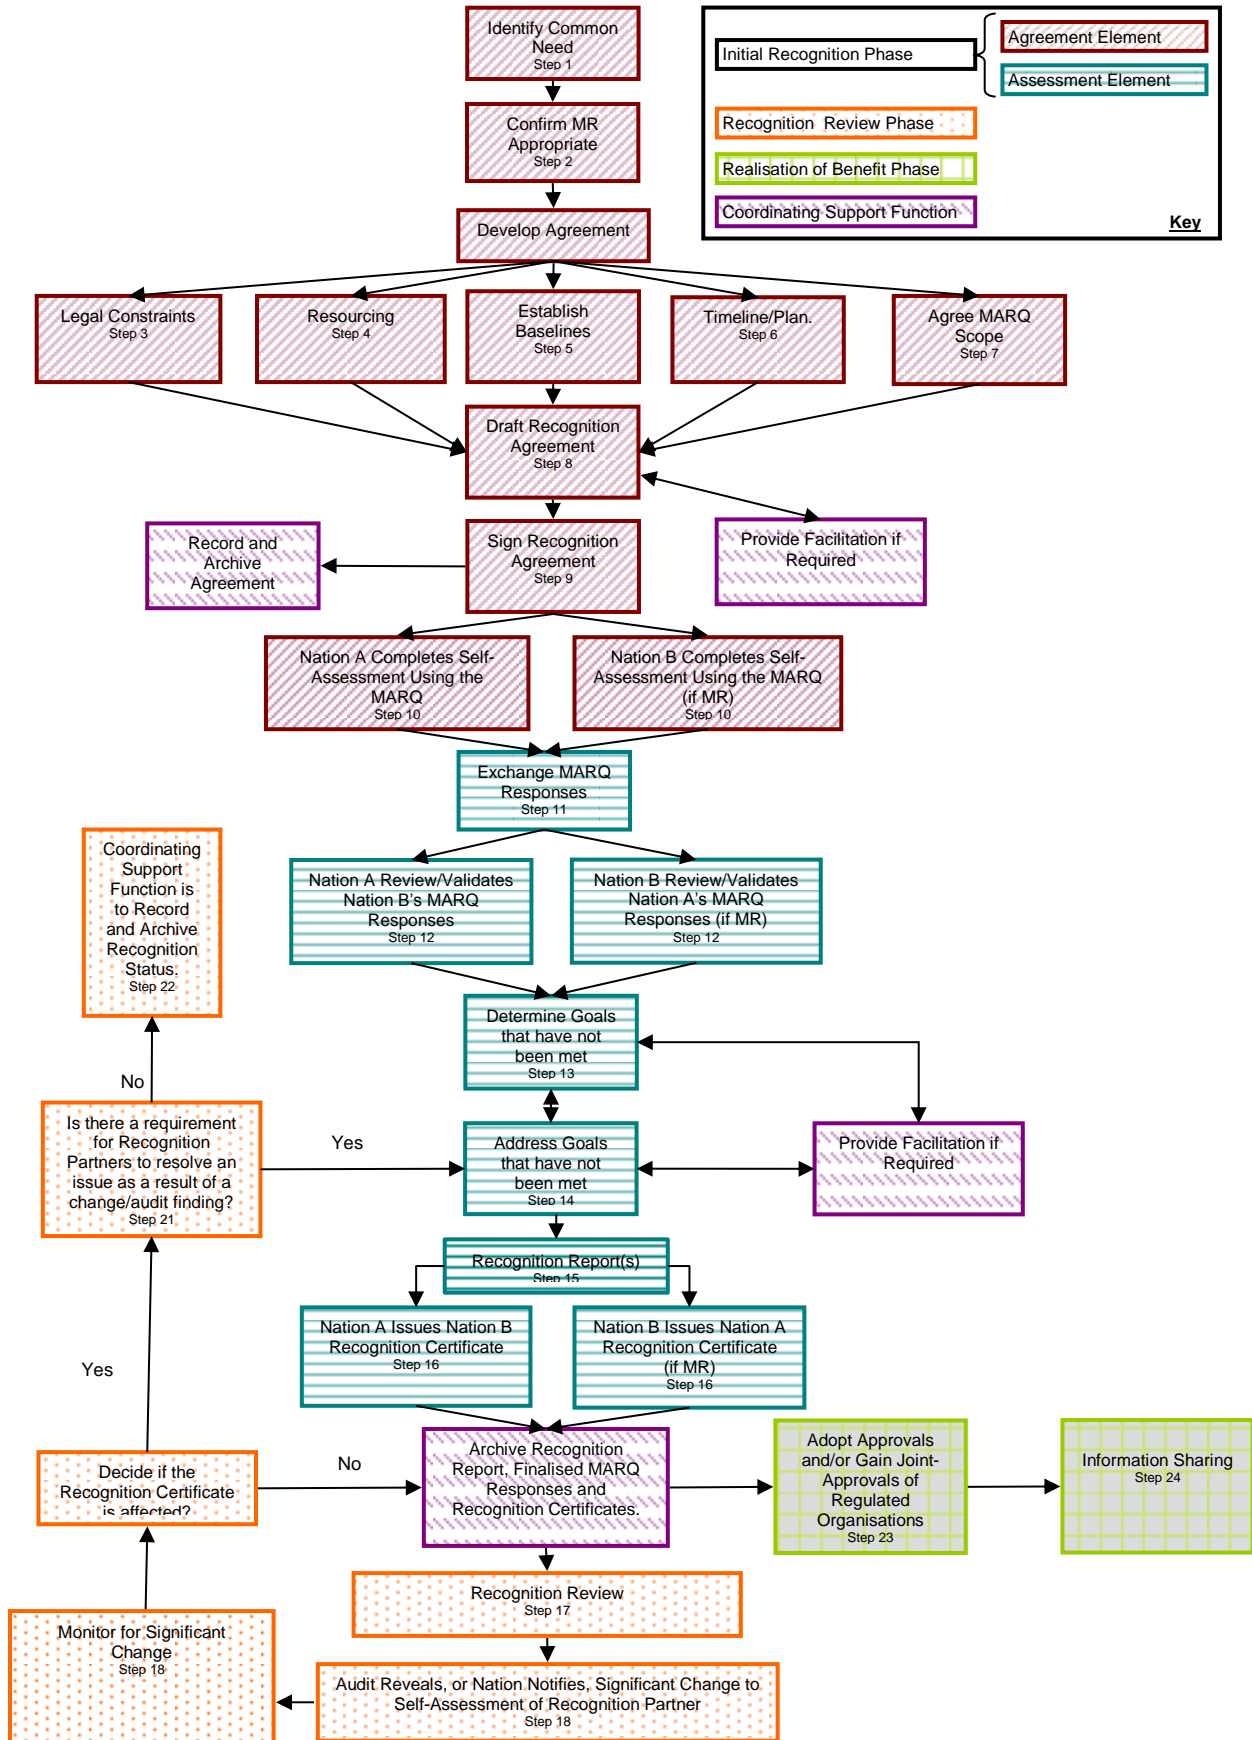 Identify Common
Need
Step 1
Initial Recognition Phase
Agreement Element
Assessment Element
Recognition Review Phase
Realisation of Benefit Phase
Coordinating Support Function
Key
Confirm MR
Appropriate
Step 2
Develop Agreement
Legal Constraints
Step 3
Resourcing
Step 4
Establish
Baselines
Step 5
Timeline/Plan.
Step 6
Agree MARQ
Scope
Step 7
Draft Recognition
Agreement
Step 8
Record and
Archive
Agreement
Sign Recognition
Agreement
Step 9
Provide Facilitation if
Required
Nation A Completes Self-
Assessment Using the
MARQ
Step 10
Nation B Completes Self-
Assessment Using the MARQ
(if MR)
Step 10
Exchange MARQ
Responses
Step 11
Coordinating
Support
Function is
to Record
and Archive
Recognition
Status.
Step 22
Nation A Review/Validates
Nation B's MARQ
Responses
Step 12
Nation B Review/Validates
Nation A's MARQ
Responses (if MR)
Step 12
Determine Goals
that have not
been met
Step 13
No
Is there a requirement
for Recognition
Partners to resolve an
issue as a result of a
change/audit finding?
Step 21
Yes
Address Goals
that have not
been met
Step 14
Provide Facilitation if
Required
Recognition Report(s)
Step 15
Nation A Issues Nation B
Recognition Certificate
Step 16
Nation B Issues Nation A
Recognition Certificate
(if MR)
Step 16
Yes
Decide if the
Recognition Certificate
is affected?
No
Archive Recognition
Report, Finalised MARQ
Responses and
Recognition Certificates.
Adopt Approvals
and/or Gain Joint-
Approvals of
Regulated
Organisations
Step 23
Information Sharing
Step 24
Recognition Review
Step 17
Monitor for Significant
Change
Step 18
Audit Reveals, or Nation Notifies, Significant Change to
Self-Assessment of Recognition Partner
Step 18